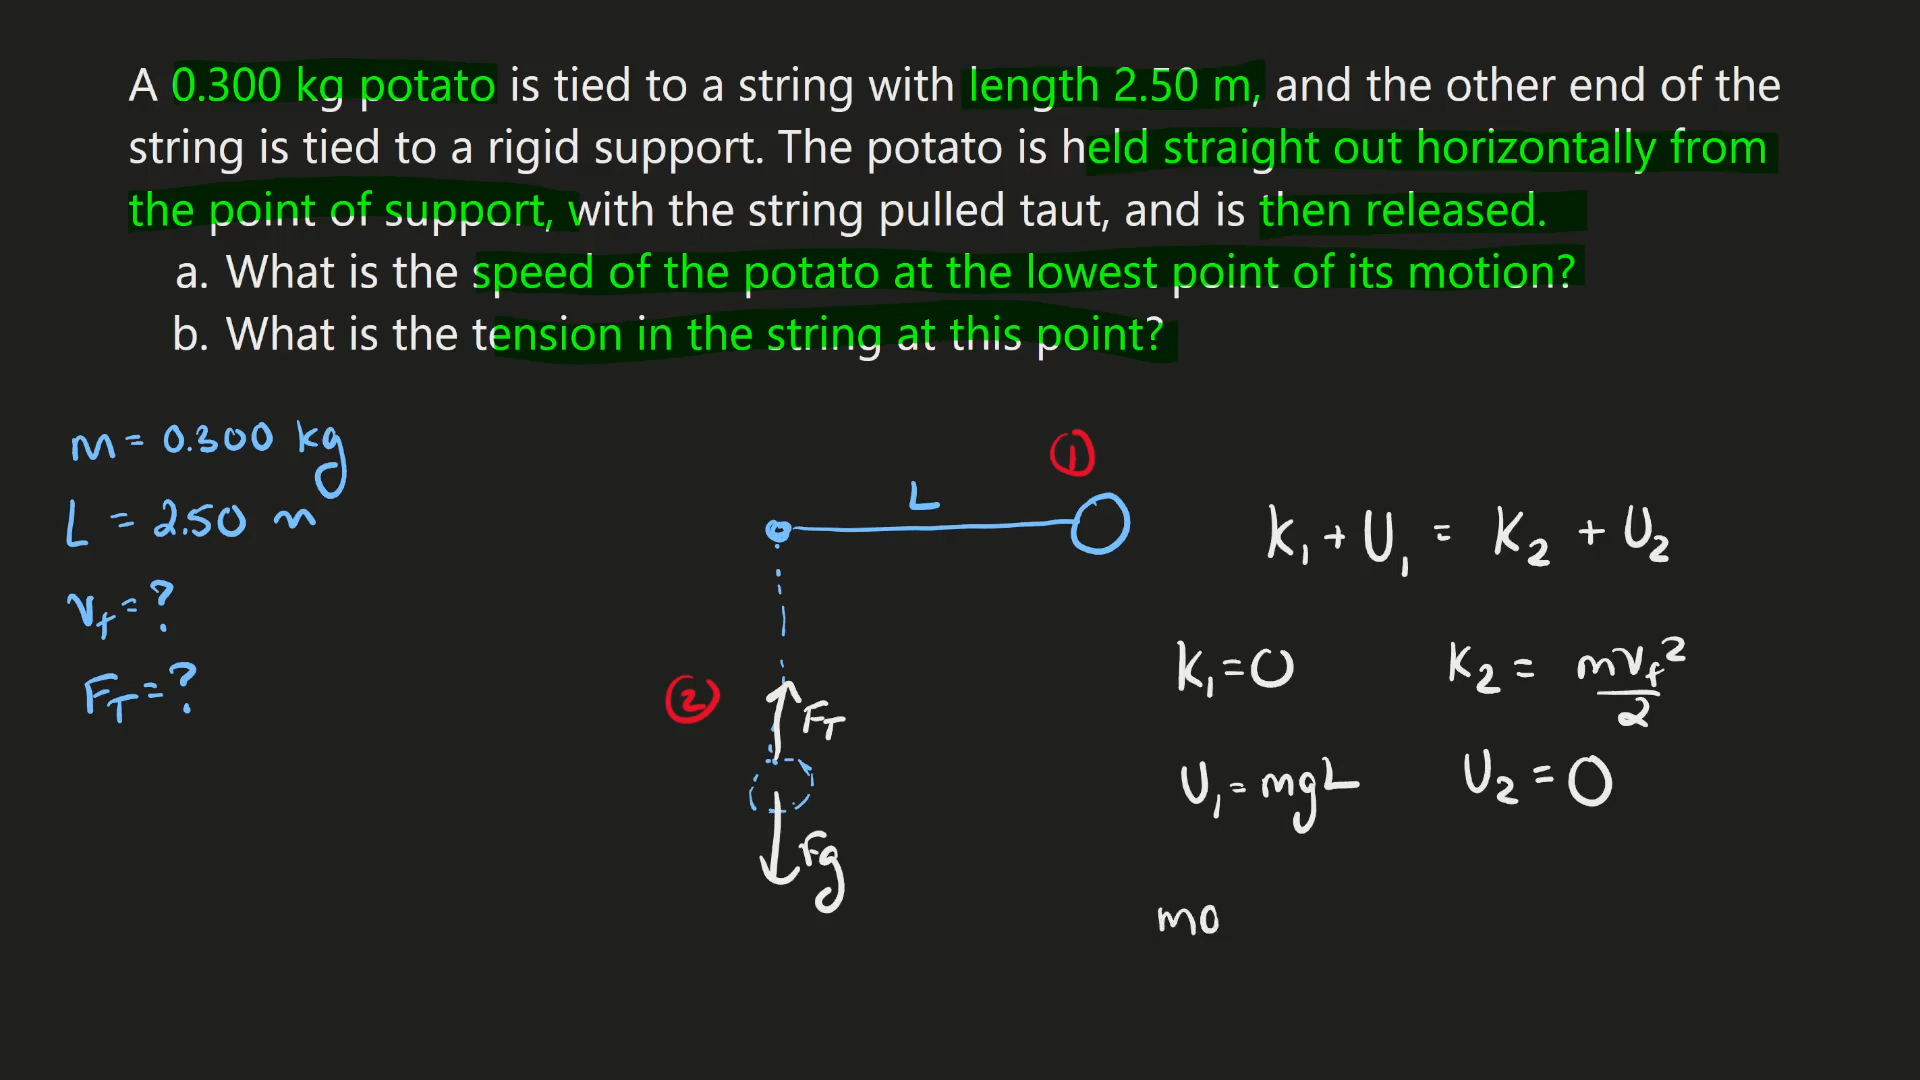 A 0.300 kg potato is tied to a string with length 2.50 m, and the other end of the
string is tied to a rigid support. The potato is held straight out horizontally from
the point of support, with the string pulled taut, and is then released.
a. What is the speed of the potato at the lowest point of its motion?
b. What is the tension in the string at this point?
m = 0.300 kg
L = 2.50 m
v_f = ?
F_T = ?
①
L
②
F_T
F_g
K₁ + U₁ = K₂ + U₂
K₁ = 0
K₂ = mv_f²/2
U₁ = mgL
U₂ = 0
mo